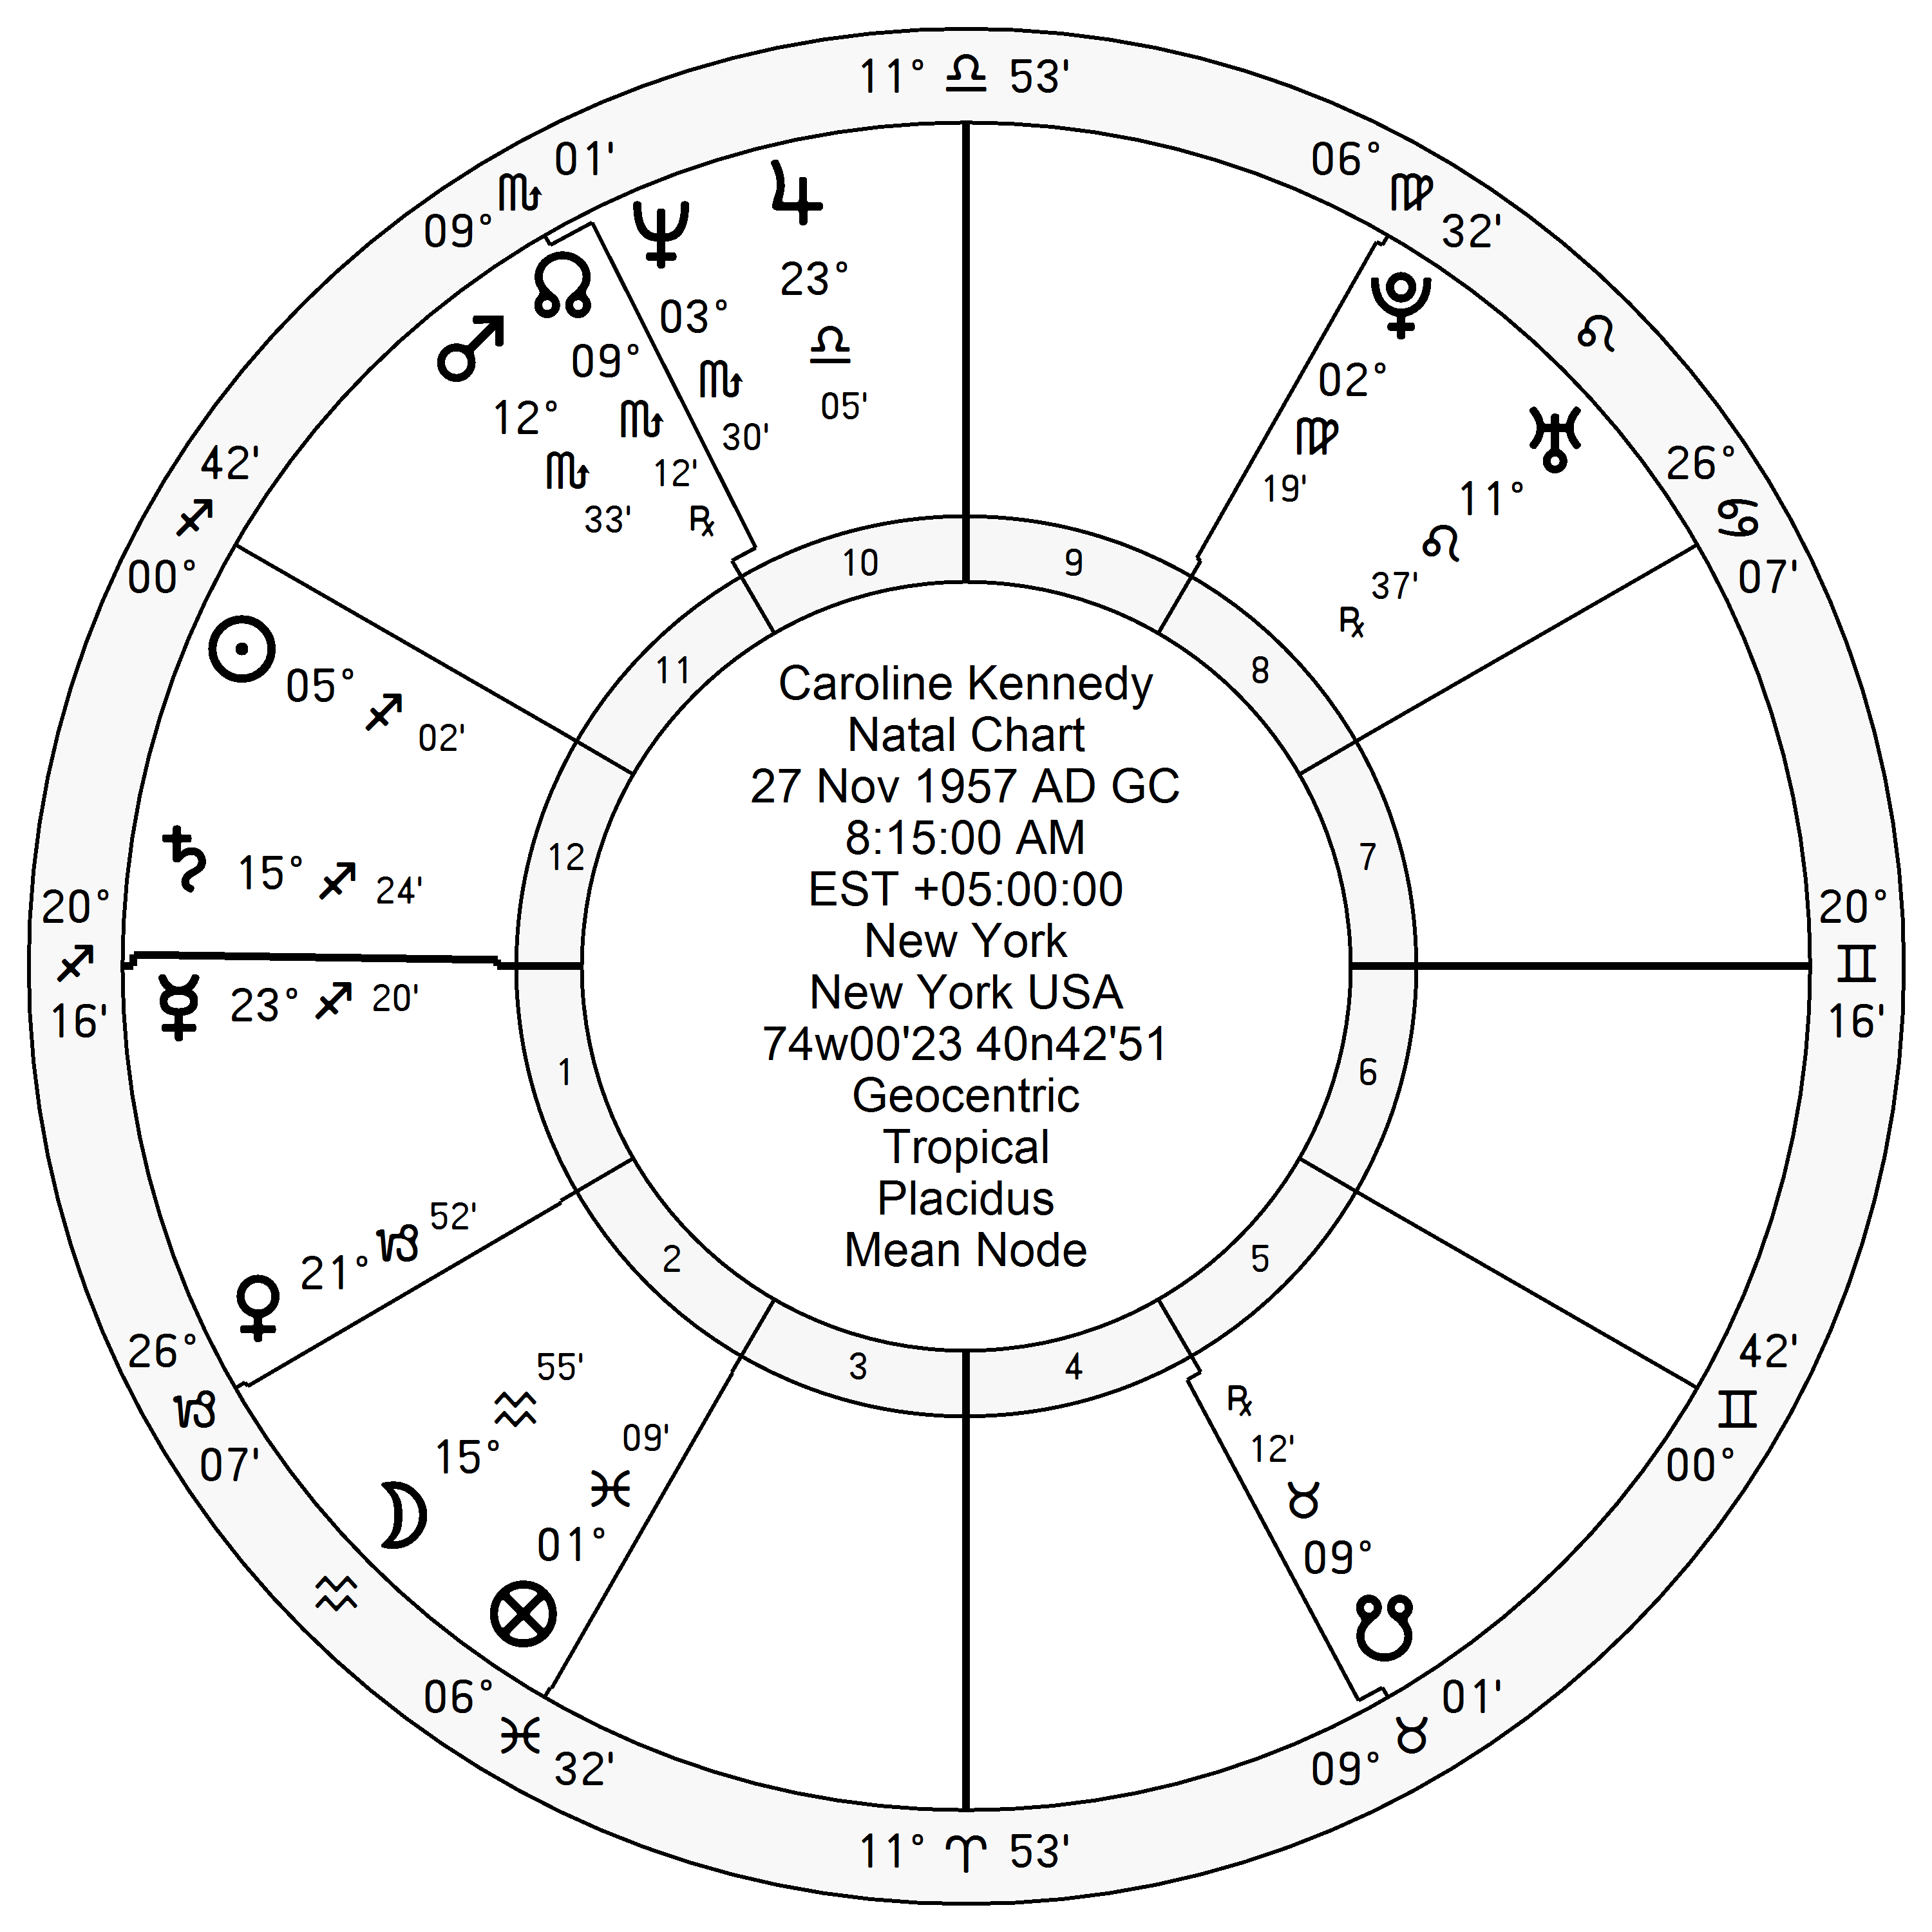 11° ♎ 53'
09° ♏ 01'
06° ♍ 32'
♌
26° ♋ 07'
00° ♐ 42'
♃ 23° ♎ 05'
♆ 03° ♏ 30'
☊ 09° ♏ 12' ℞
♂ 12° ♏ 33'
♇ 02° ♍ 19'
♅ 11° ♌ 37' ℞
☉ 05° ♐ 02'
♄ 15° ♐ 24'
20° ♐ 16'
20° ♊ 16'
☿ 23° ♐ 20'
10
9
11
8
12
7
1
6
2
5
3
4
Caroline Kennedy
Natal Chart
27 Nov 1957 AD GC
8:15:00 AM
EST +05:00:00
New York
New York USA
74w00'23 40n42'51
Geocentric
Tropical
Placidus
Mean Node
♀ 21° ♑ 52'
☽ 15° ♒ 55'
⊗ 01° ♓ 09'
☋ 09° ♉ 12' ℞
26° ♑ 07'
00° ♊ 42'
♒
06° ♓ 32'
09° ♉ 01'
11° ♈ 53'